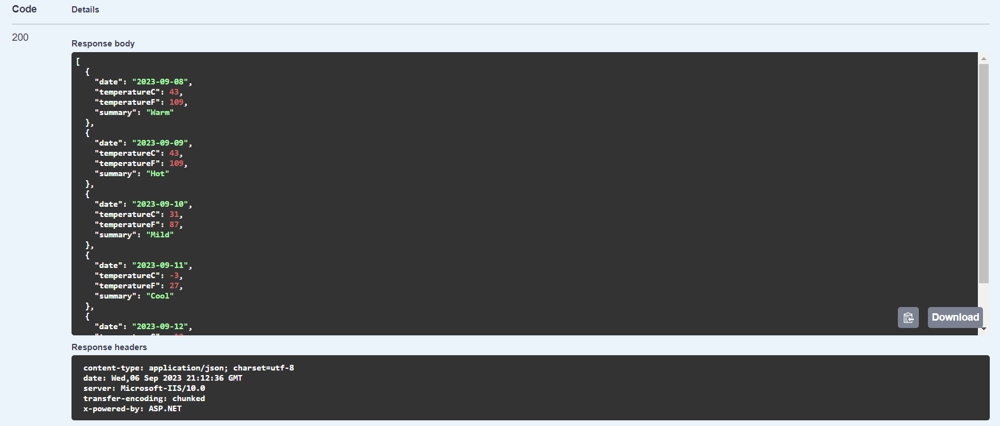 Code Details
200
Response body
[
{
"date": "2023-09-08",
"temperatureC": 43,
"temperatureF": 109,
"summary": "Warm"
},
{
"date": "2023-09-09",
"temperatureC": 43,
"temperatureF": 109,
"summary": "Hot"
},
{
"date": "2023-09-10",
"temperatureC": 31,
"temperatureF": 87,
"summary": "Mild"
},
{
"date": "2023-09-11",
"temperatureC": -3,
"temperatureF": 27,
"summary": "Cool"
},
{
"date": "2023-09-12",
Download
Response headers
content-type: application/json; charset=utf-8
date: Wed,06 Sep 2023 21:12:36 GMT
server: Microsoft-IIS/10.0
transfer-encoding: chunked
x-powered-by: ASP.NET